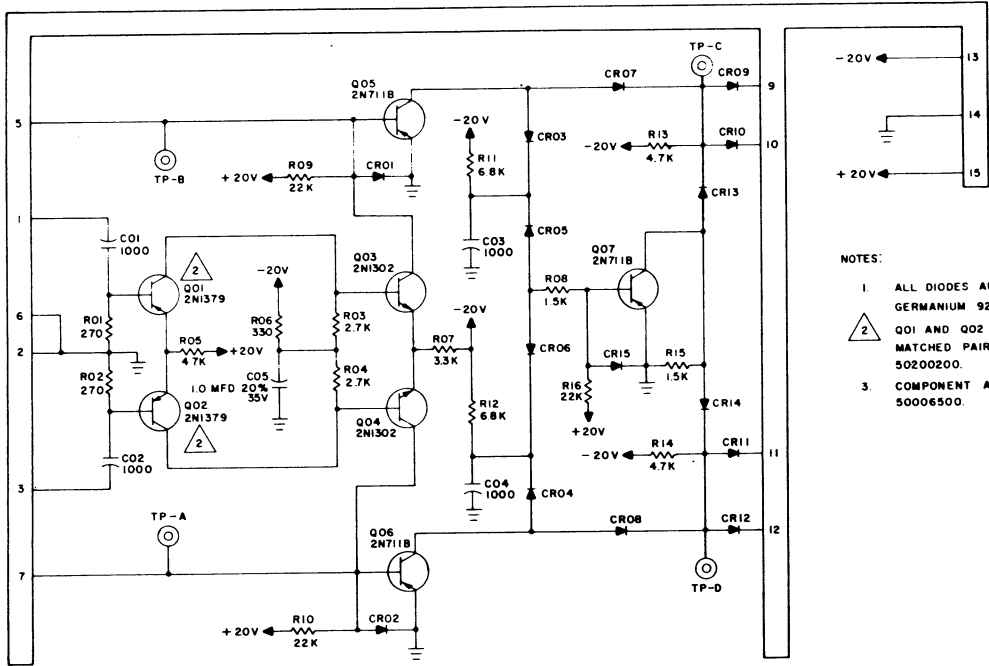 TP-C
Q05
2N711B
CR07
CR09
9
-20V
13
5
-20V
CR03
R13
4.7K
-20V
CR10
10
14
TP-B
R09
+20V
22K
CR01
R11
6.8K
CR13
+20V
15
1
C01
1000
C03
1000
CR05
Q07
2N711B
2
Q01
2N1379
Q03
2N1302
-20V
R08
1.5K
NOTES:
1. ALL DIODES
GERMANIUM
6
R01
270
R06
330
R03
2.7K
-20V
2
Q01 AND Q02
MATCHED
50200200.
2
R05
4.7K
+20V
R07
3.3K
CR06
CR15
R15
1.5K
R02
270
1.0 MFD 20%
35V
C05
R04
2.7K
R16
22K
3. COMPONENT
50006500.
Q02
2N1379
2
Q04
2N1302
R12
6.8K
+20V
CR14
C02
1000
R14
4.7K
-20V
CR11
11
3
C04
1000
CR04
TP-A
Q06
2N711B
CR08
CR12
12
7
TP-D
R10
+20V
22K
CR02